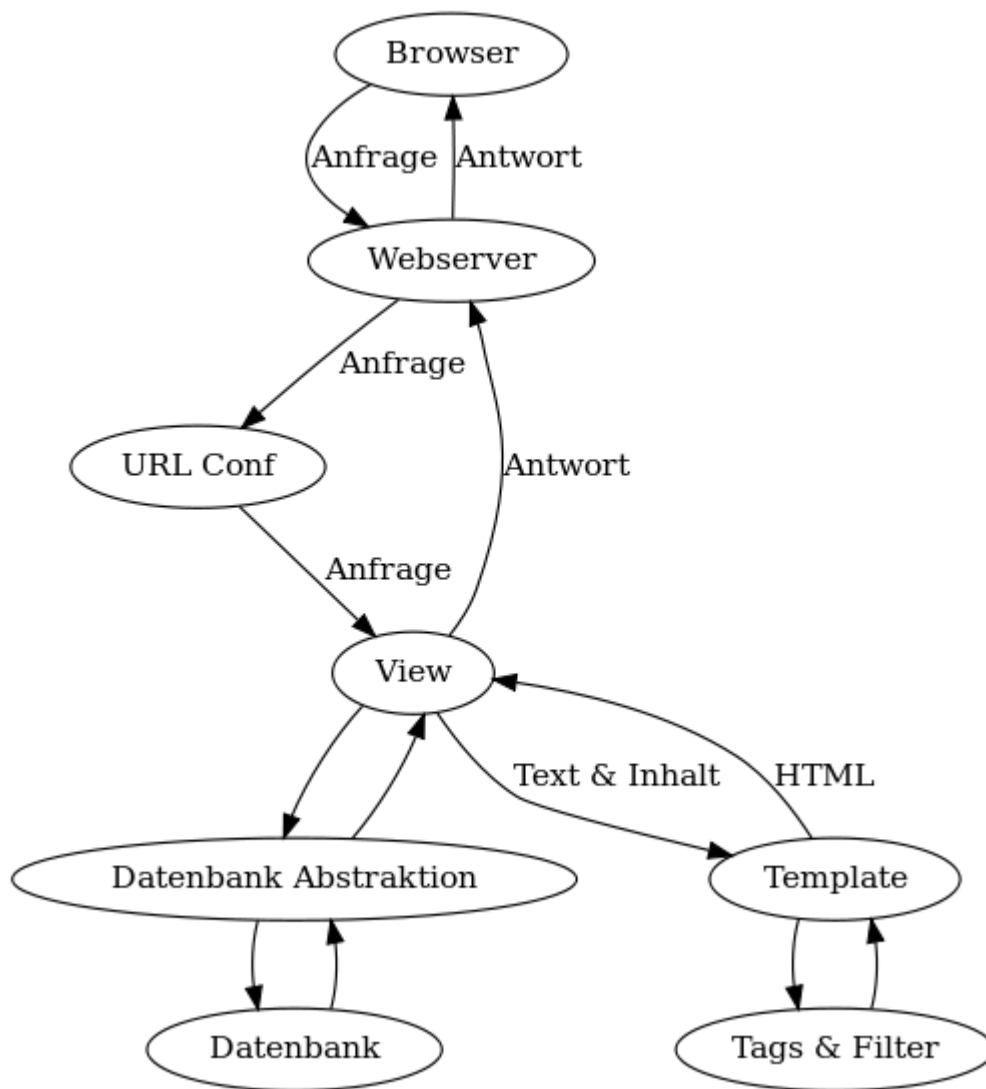 Browser
Anfrage
Antwort
Webserver
Anfrage
URL Conf
Antwort
Anfrage
View
Text & Inhalt
HTML
Datenbank Abstraktion
Template
Datenbank
Tags & Filter